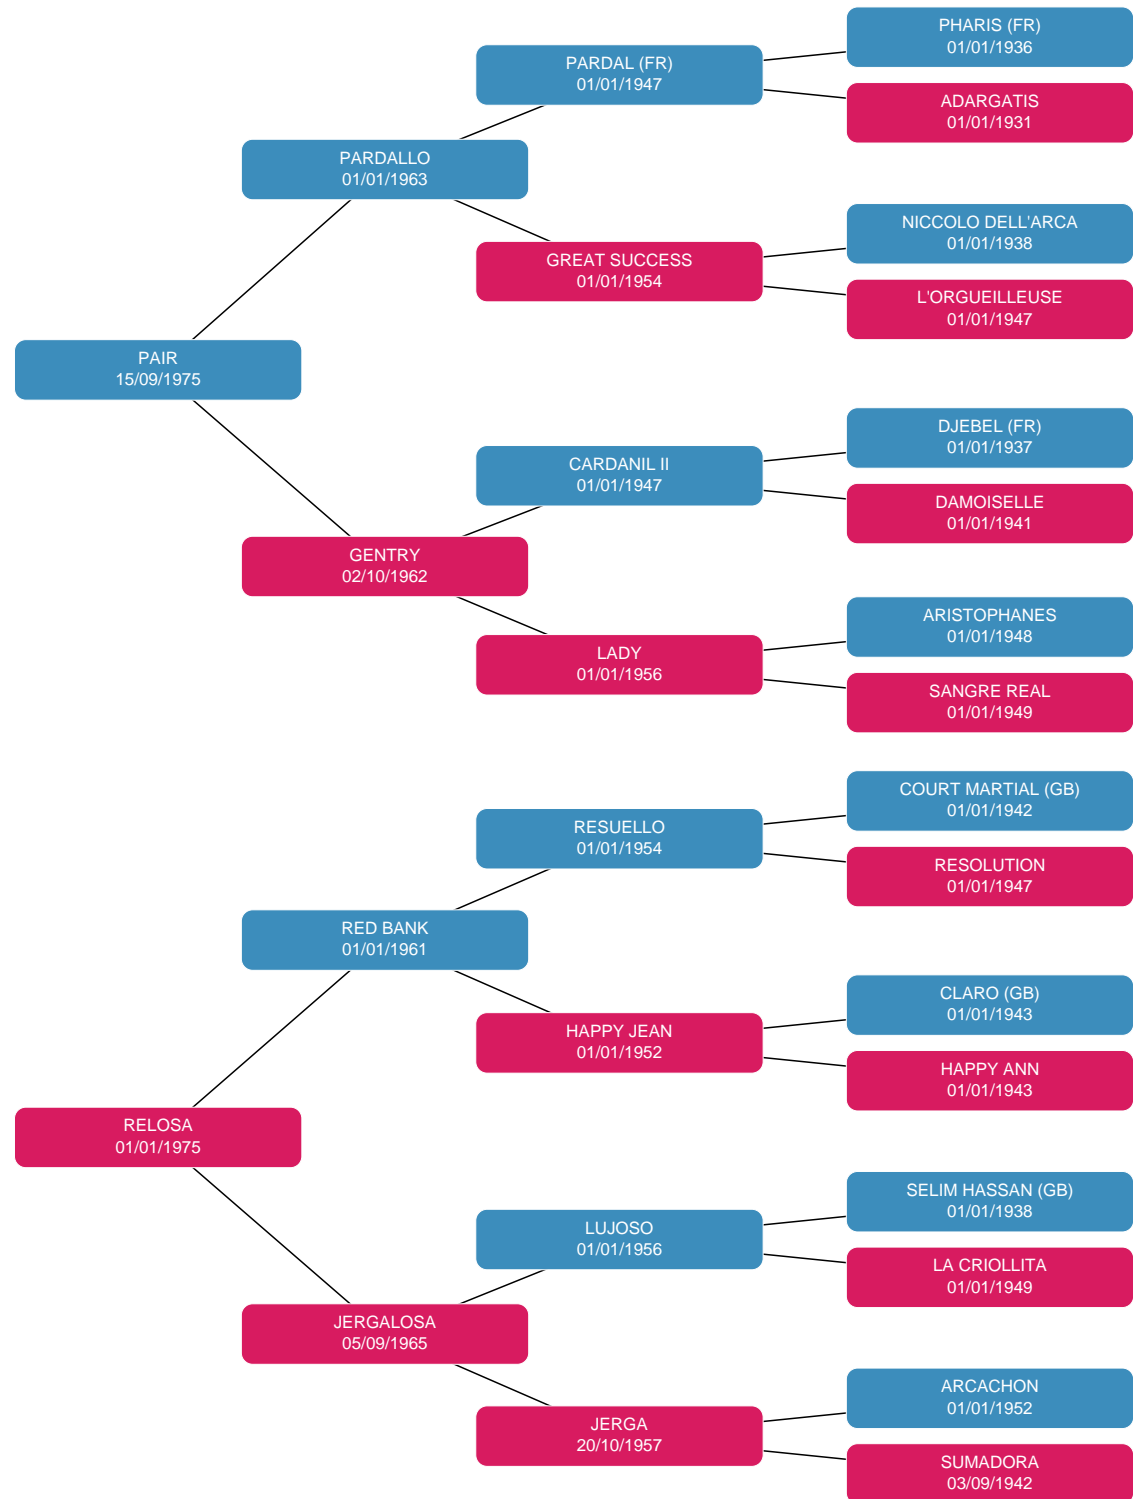 PHARIS (FR)
01/01/1936
PARDAL (FR)
01/01/1947
ADARGATIS
01/01/1931
PARDALLO
01/01/1963
NICCOLO DELL'ARCA
01/01/1938
GREAT SUCCESS
01/01/1954
L'ORGUEILLEUSE
01/01/1947
PAIR
15/09/1975
DJEBEL (FR)
01/01/1937
CARDANIL II
01/01/1947
DAMOISELLE
01/01/1941
GENTRY
02/10/1962
ARISTOPHANES
01/01/1948
LADY
01/01/1956
SANGRE REAL
01/01/1949
COURT MARTIAL (GB)
01/01/1942
RESUELLO
01/01/1954
RESOLUTION
01/01/1947
RED BANK
01/01/1961
CLARO (GB)
01/01/1943
HAPPY JEAN
01/01/1952
HAPPY ANN
01/01/1943
RELOSA
01/01/1975
SELIM HASSAN (GB)
01/01/1938
LUJOSO
01/01/1956
LA CRIOLLITA
01/01/1949
JERGALOSA
05/09/1965
ARCACHON
01/01/1952
JERGA
20/10/1957
SUMADORA
03/09/1942